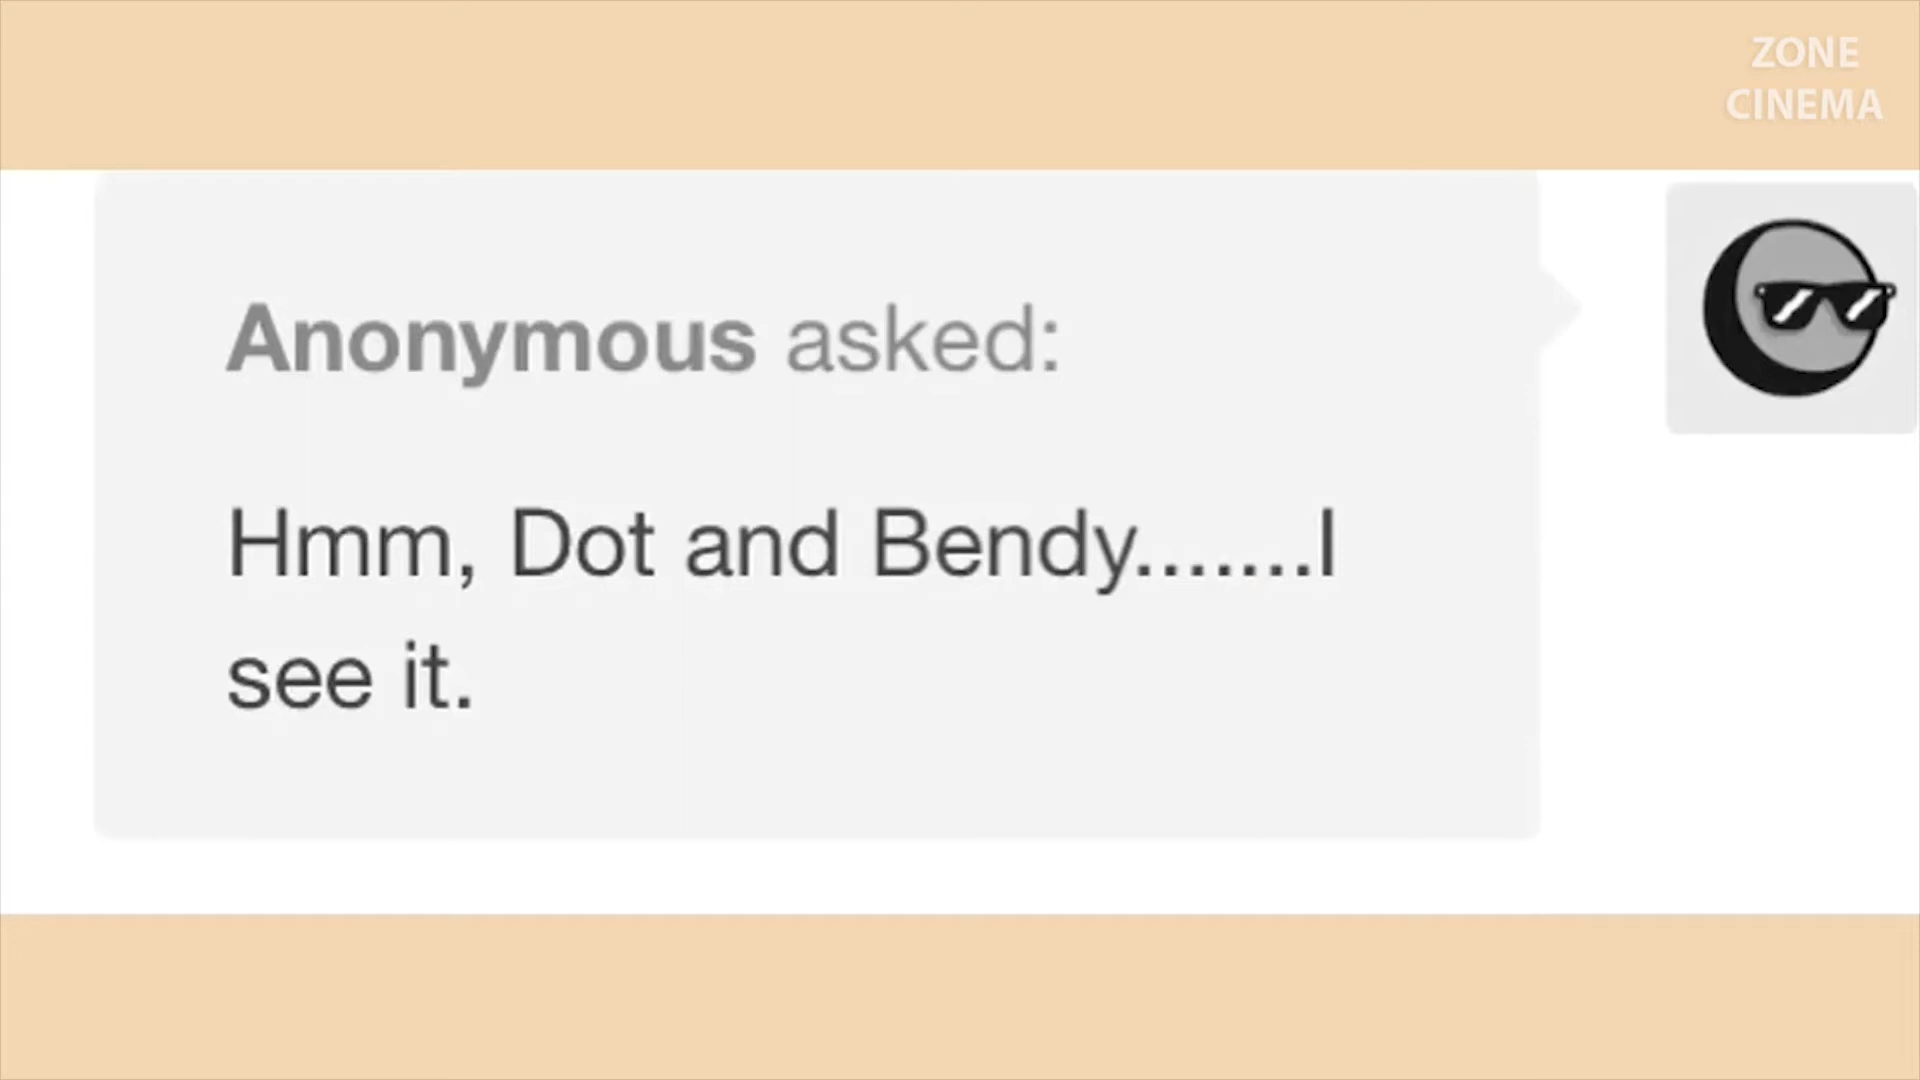 ZONE
CINEMA
Anonymous asked:
Hmm, Dot and Bendy.......I
see it.